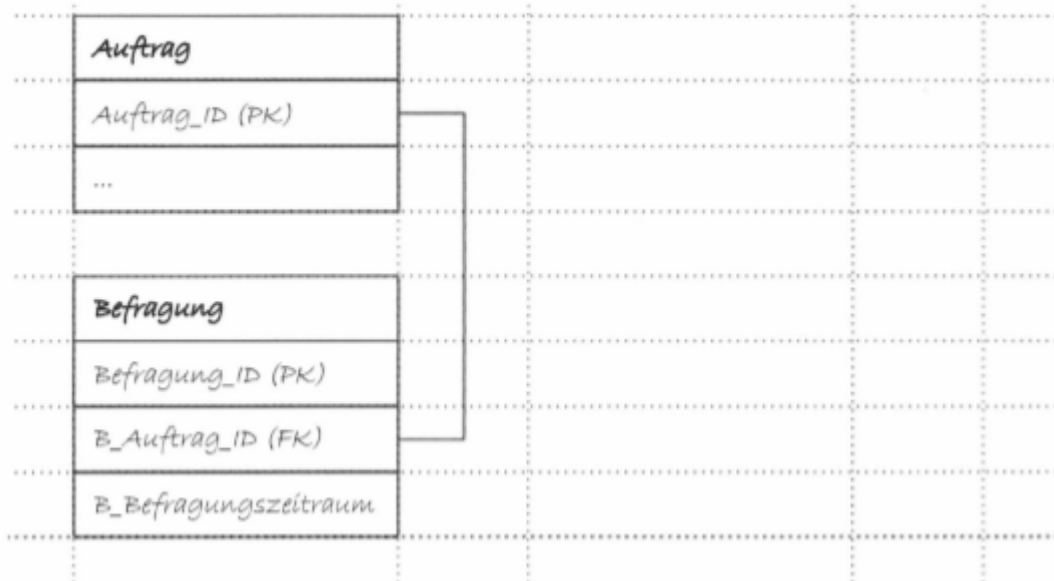 Auftrag
Auftrag_ID (PK)
...
Befragung
Befragung_ID (PK)
B_Auftrag_ID (FK)
B_Befragungszeitraum